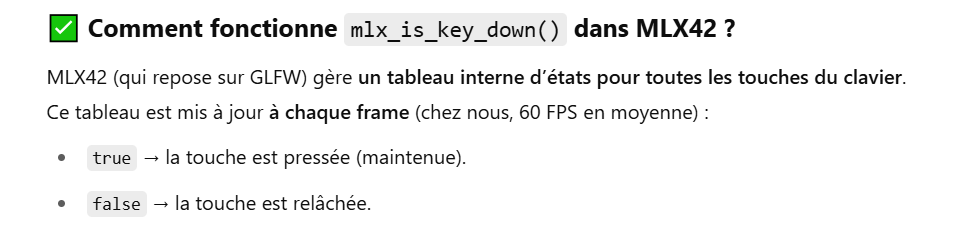 ✅ Comment fonctionne mlx_is_key_down() dans MLX42 ?
MLX42 (qui repose sur GLFW) gère un tableau interne d’états pour toutes les touches du clavier.
Ce tableau est mis à jour à chaque frame (chez nous, 60 FPS en moyenne) :
• true → la touche est pressée (maintenue).
• false → la touche est relâchée.